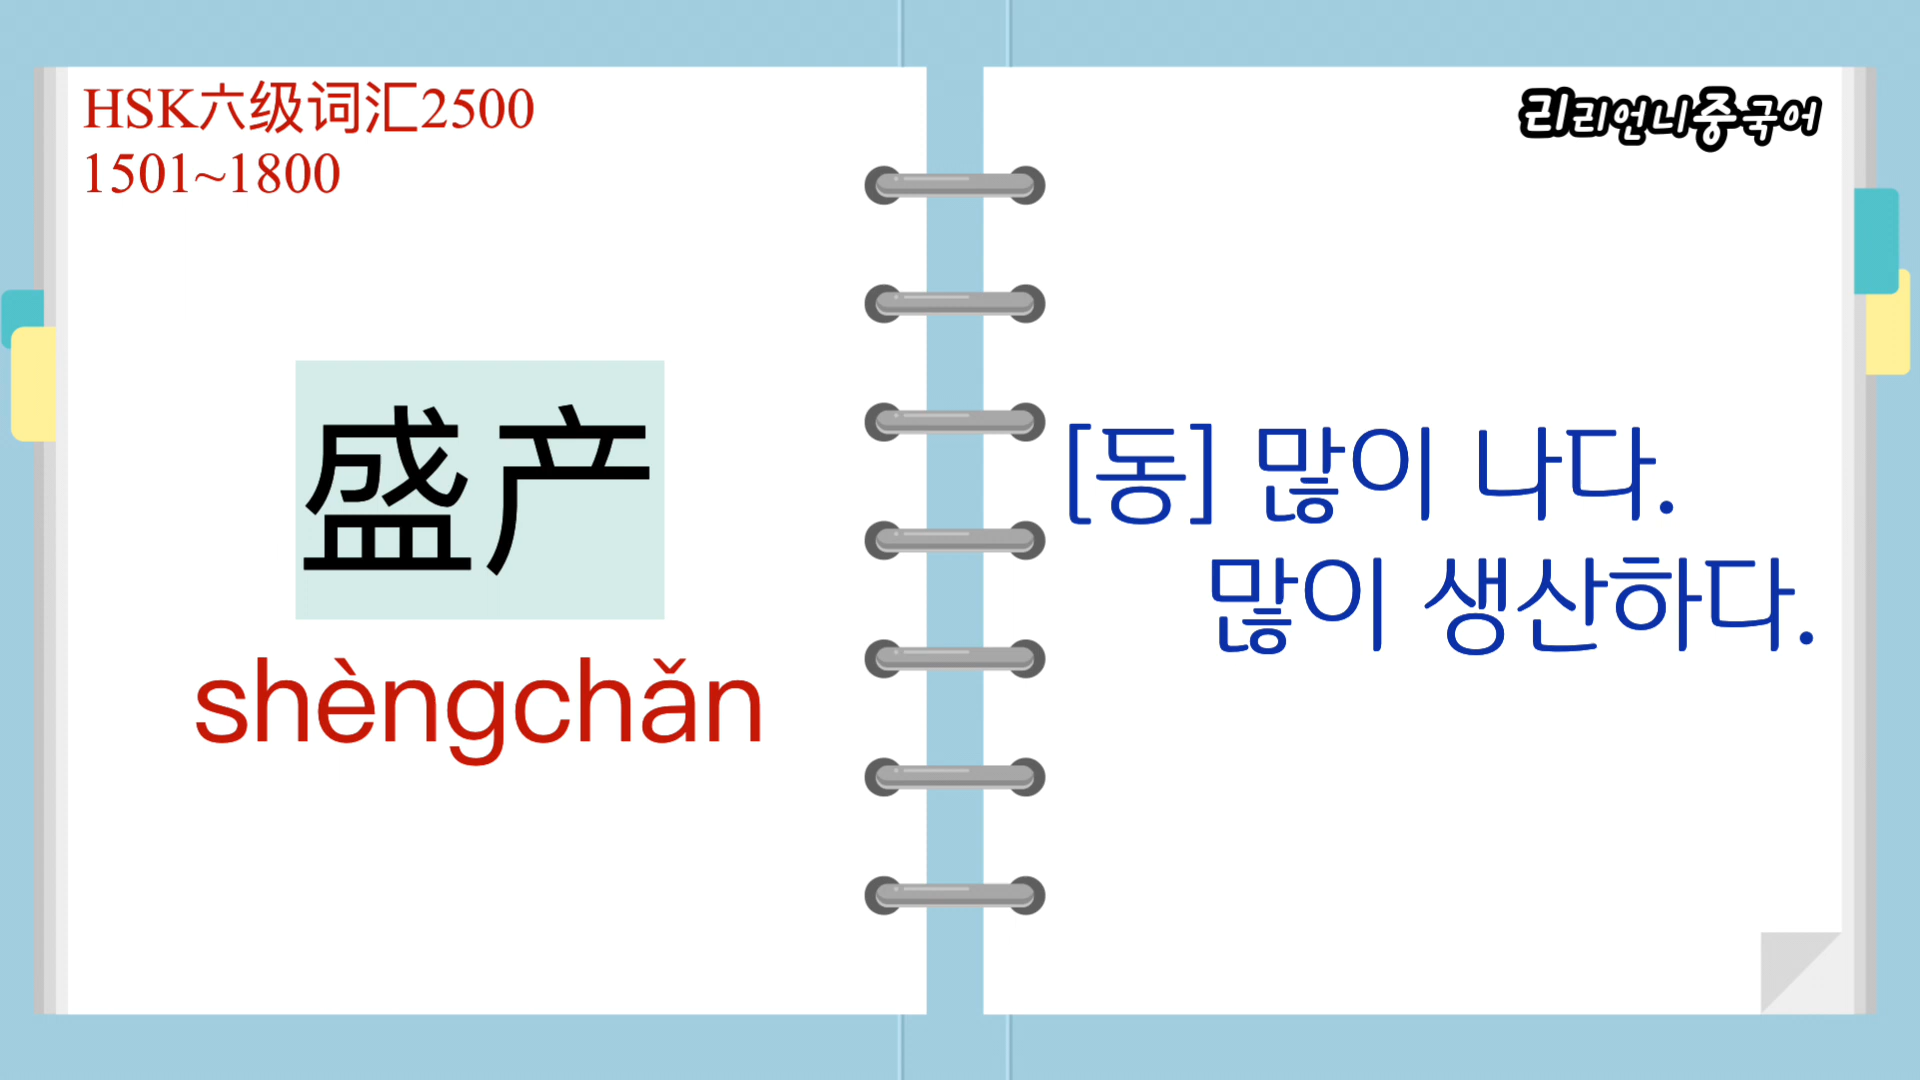 HSK六级词汇2500
1501~1800
리리언니중국어
盛产
shèngchǎn
[동] 많이 나다.
많이 생산하다.